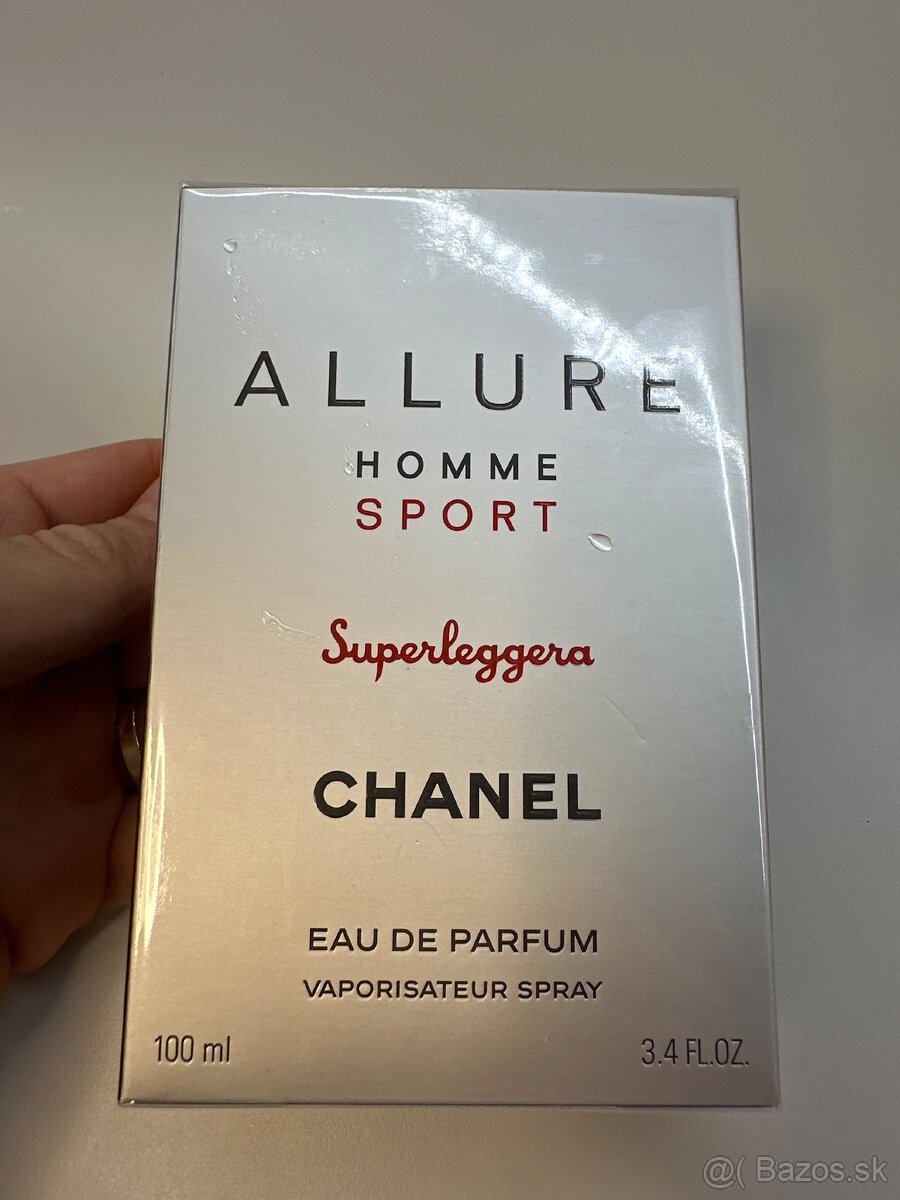 ALLURE
HOMME
SPORT
Superleggera
CHANEL
EAU DE PARFUM
VAPORISATEUR SPRAY
100 ml 3.4 FL.OZ.
@( Bazos.sk